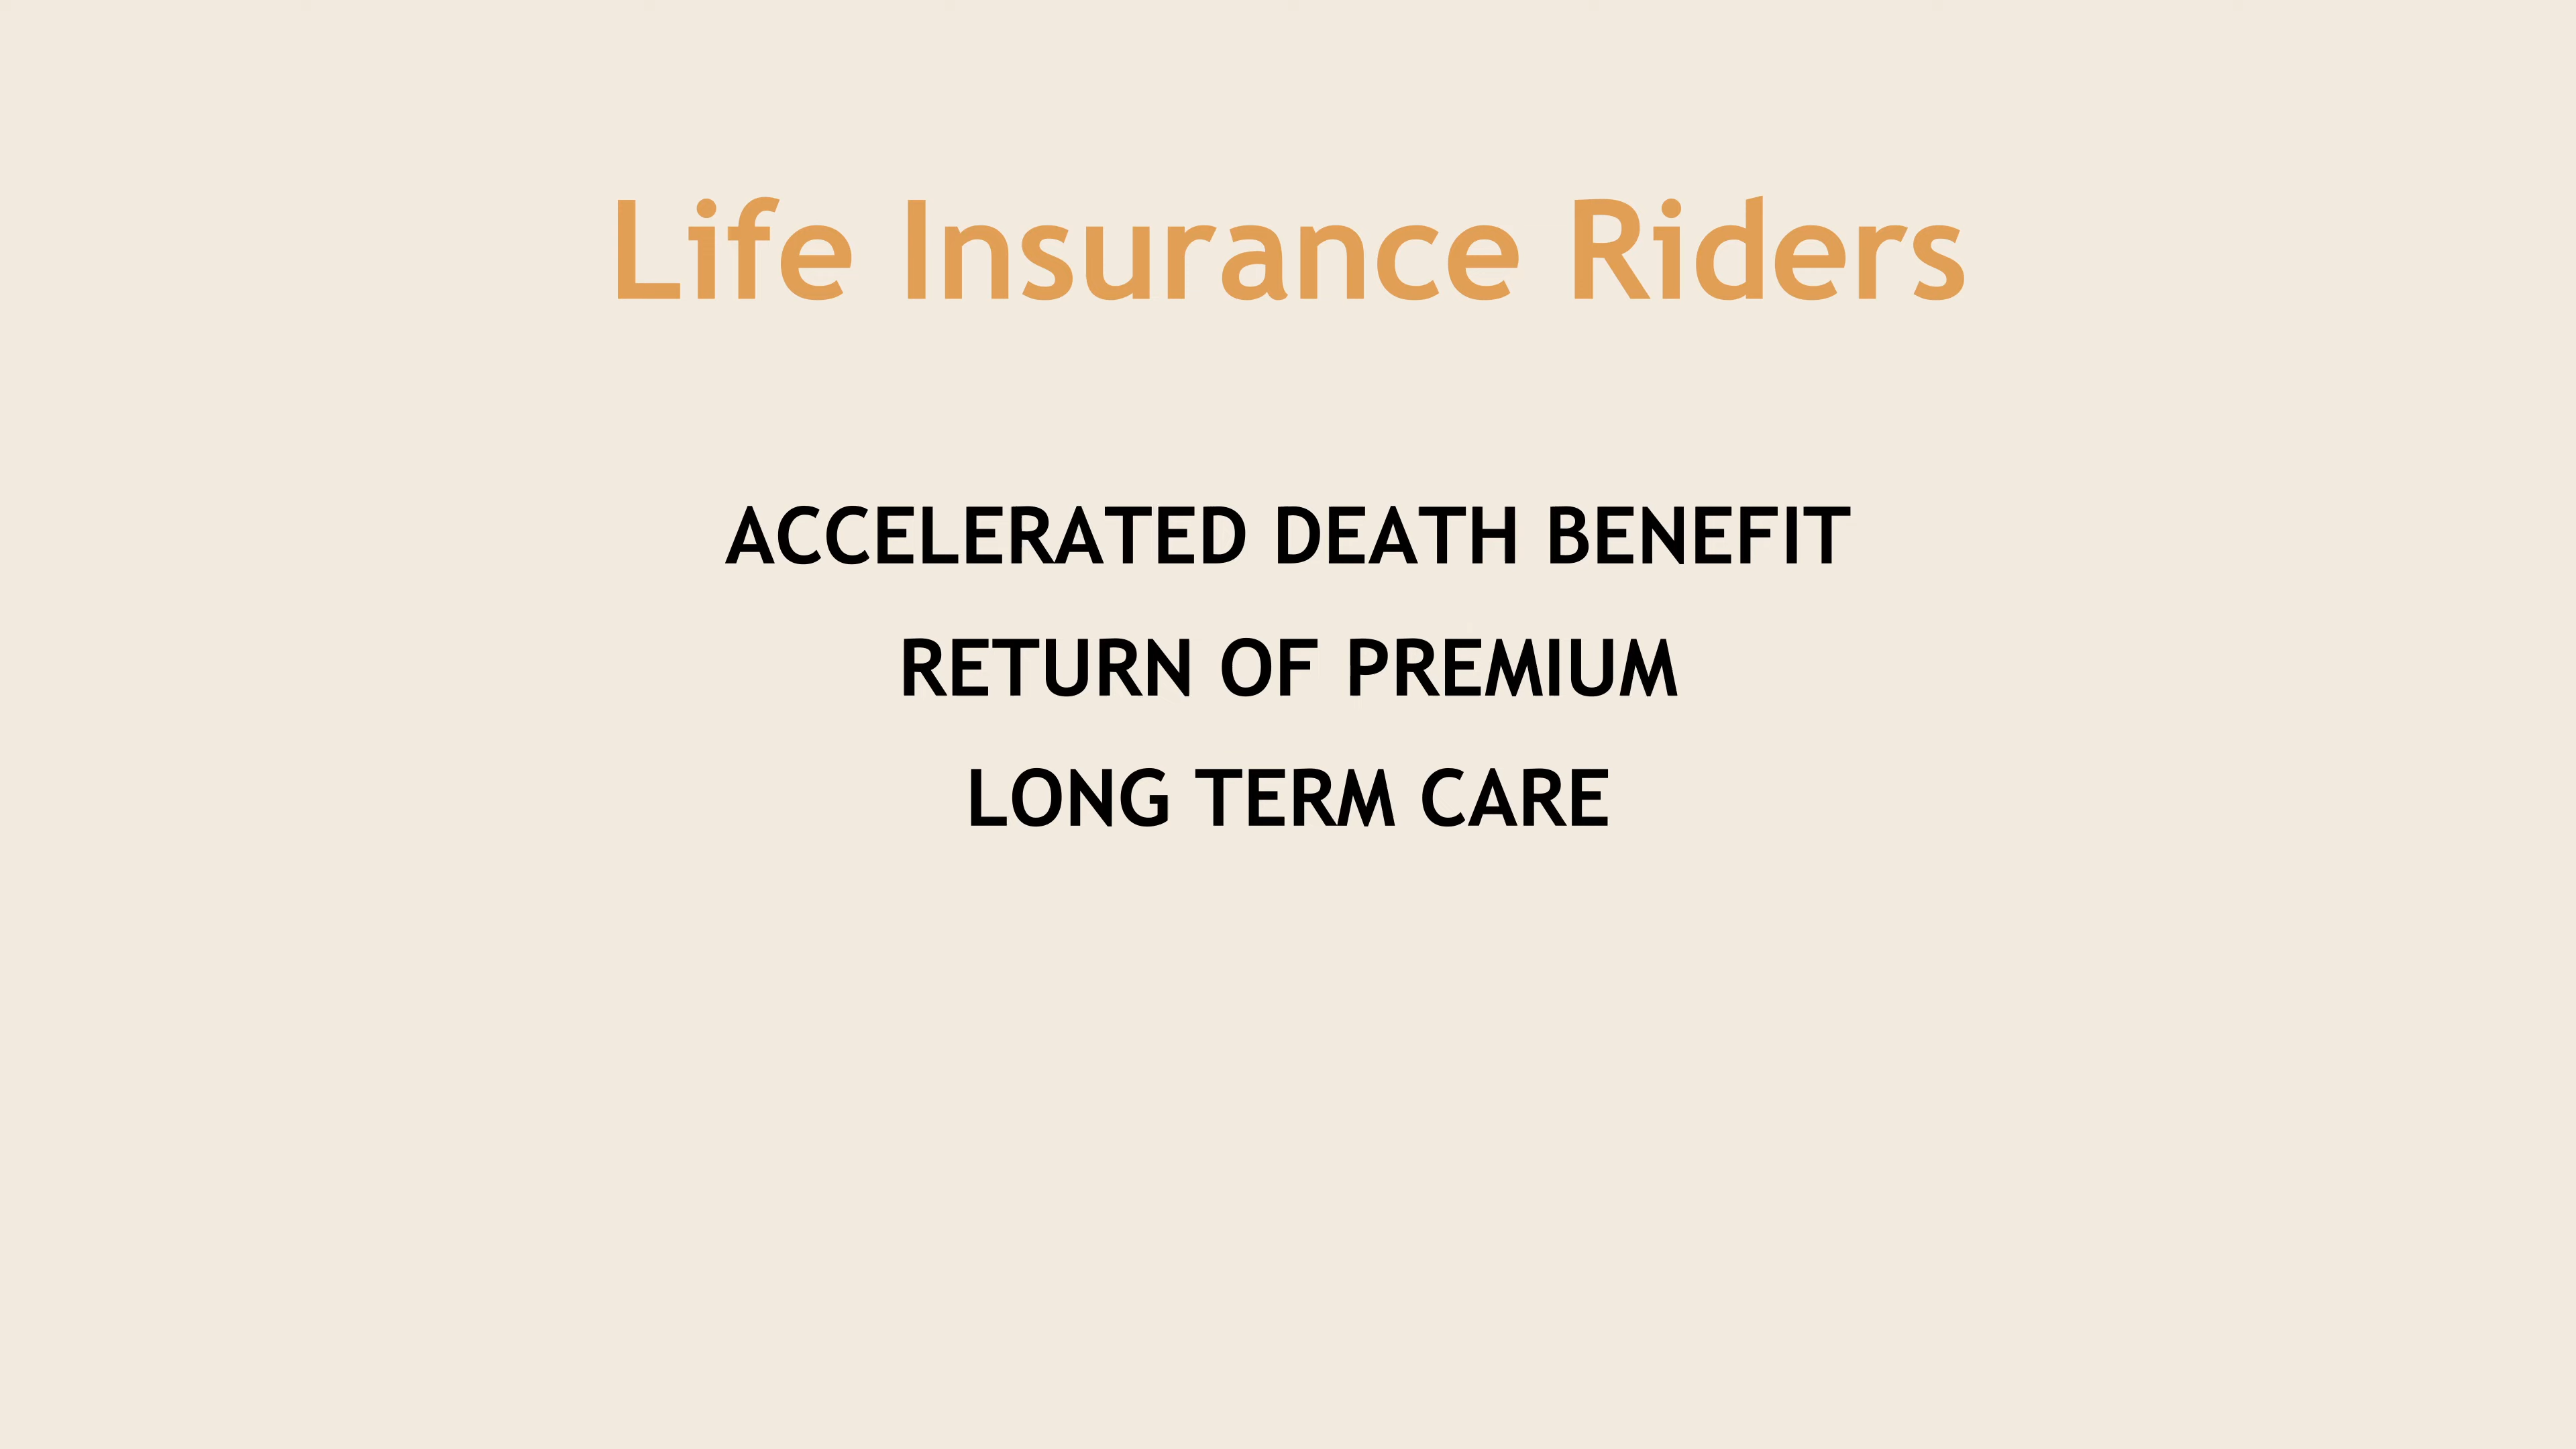 Life Insurance Riders
ACCELERATED DEATH BENEFIT
RETURN OF PREMIUM
LONG TERM CARE